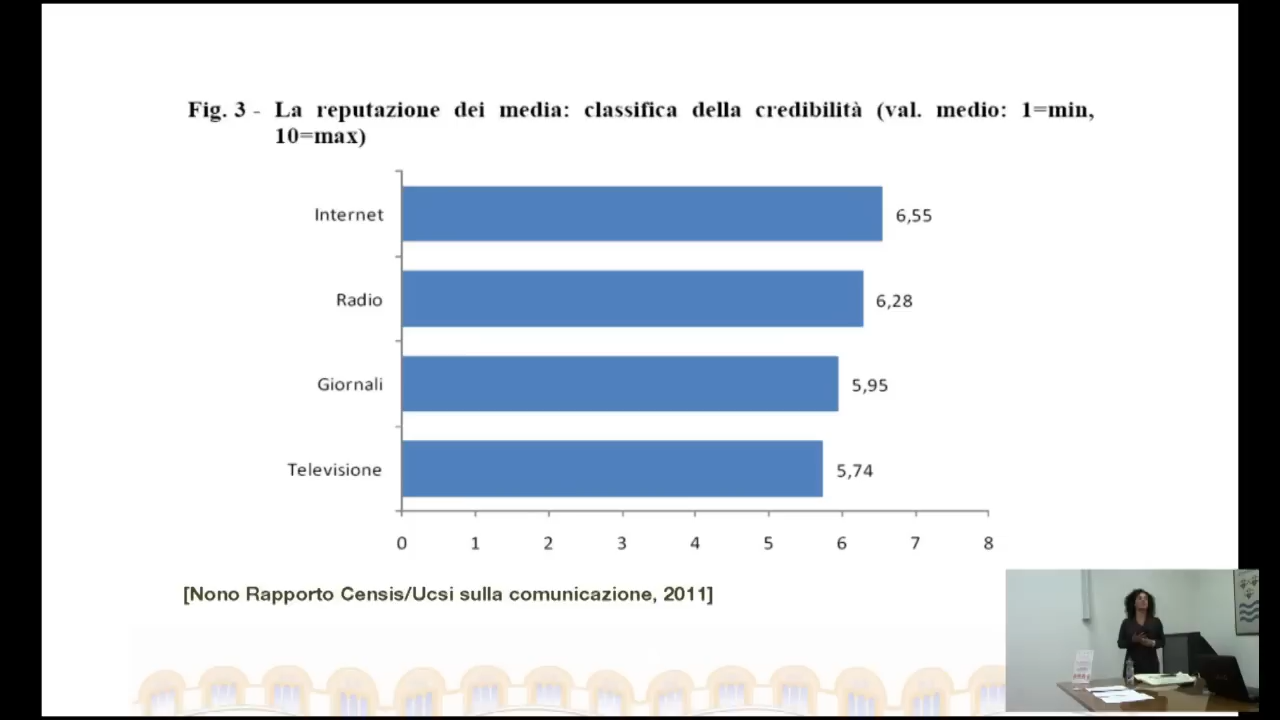 Fig. 3 - La reputazione dei media: classifica della credibilità (val. medio: 1=min,
10=max)
Internet
6,55
Radio
6,28
Giornali
5,95
Televisione
5,74
0 1 2 3 4 5 6 7 8
[Nono Rapporto Censis/Ucsi sulla comunicazione, 2011]